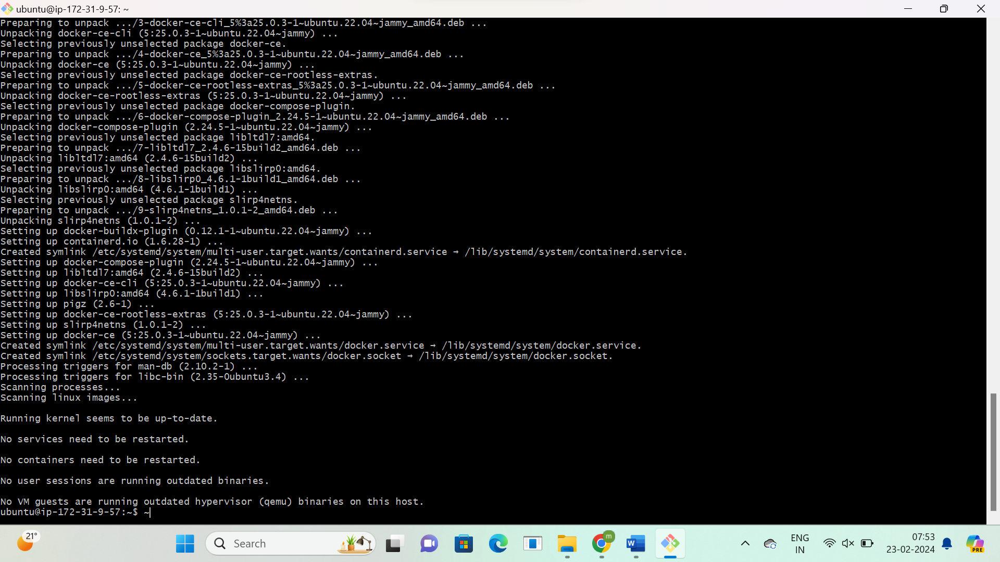 ubuntu@ip-172-31-9-57: ~
Preparing to unpack .../3-docker-ce-cli_5%3a25.0.3-1~ubuntu.22.04~jammy_amd64.deb ...
Unpacking docker-ce-cli (5:25.0.3-1~ubuntu.22.04~jammy) ...
Selecting previously unselected package docker-ce.
Preparing to unpack .../4-docker-ce_5%3a25.0.3-1~ubuntu.22.04~jammy_amd64.deb ...
Unpacking docker-ce (5:25.0.3-1~ubuntu.22.04~jammy) ...
Selecting previously unselected package docker-ce-rootless-extras.
Preparing to unpack .../5-docker-ce-rootless-extras_5%3a25.0.3-1~ubuntu.22.04~jammy_amd64.deb ...
Unpacking docker-ce-rootless-extras (5:25.0.3-1~ubuntu.22.04~jammy) ...
Selecting previously unselected package docker-compose-plugin.
Preparing to unpack .../6-docker-compose-plugin_2.24.5-1~ubuntu.22.04~jammy_amd64.deb ...
Unpacking docker-compose-plugin (2.24.5-1~ubuntu.22.04~jammy) ...
Selecting previously unselected package libltdl7:amd64.
Preparing to unpack .../7-libltdl7_2.4.6-15build2_amd64.deb ...
Unpacking libltdl7:amd64 (2.4.6-15build2) ...
Selecting previously unselected package libslirp0:amd64.
Preparing to unpack .../8-libslirp0_4.6.1-1build1_amd64.deb ...
Unpacking libslirp0:amd64 (4.6.1-1build1) ...
Selecting previously unselected package slirp4netns.
Preparing to unpack .../9-slirp4netns_1.0.1-2_amd64.deb ...
Unpacking slirp4netns (1.0.1-2) ...
Setting up docker-buildx-plugin (0.12.1-1~ubuntu.22.04~jammy) ...
Setting up containerd.io (1.6.28-1) ...
Created symlink /etc/systemd/system/multi-user.target.wants/containerd.service → /lib/systemd/system/containerd.service.
Setting up docker-compose-plugin (2.24.5-1~ubuntu.22.04~jammy) ...
Setting up libltdl7:amd64 (2.4.6-15build2) ...
Setting up docker-ce-cli (5:25.0.3-1~ubuntu.22.04~jammy) ...
Setting up libslirp0:amd64 (4.6.1-1build1) ...
Setting up pigz (2.6-1) ...
Setting up docker-ce-rootless-extras (5:25.0.3-1~ubuntu.22.04~jammy) ...
Setting up slirp4netns (1.0.1-2) ...
Setting up docker-ce (5:25.0.3-1~ubuntu.22.04~jammy) ...
Created symlink /etc/systemd/system/multi-user.target.wants/docker.service → /lib/systemd/system/docker.service.
Created symlink /etc/systemd/system/sockets.target.wants/docker.socket → /lib/systemd/system/docker.socket.
Processing triggers for man-db (2.10.2-1) ...
Processing triggers for libc-bin (2.35-0ubuntu3.4) ...
Scanning processes...
Scanning linux images...
Running kernel seems to be up-to-date.
No services need to be restarted.
No containers need to be restarted.
No user sessions are running outdated binaries.
No VM guests are running outdated hypervisor (qemu) binaries on this host.
ubuntu@ip-172-31-9-57:~$ ~
21°
Search
m
W
ENG
IN
07:53
23-02-2024
PRE